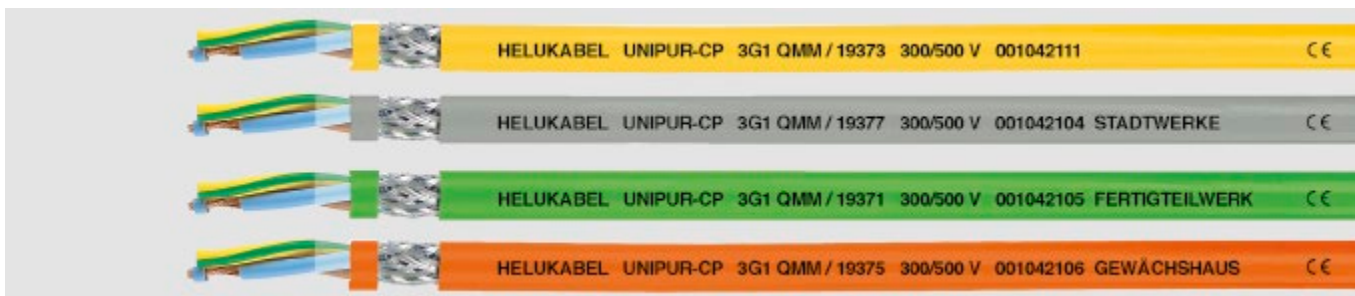 HELUKABEL UNIPUR-CP 3G1 QMM / 19373 300/500 V 001042111 CE
HELUKABEL UNIPUR-CP 3G1 QMM / 19377 300/500 V 001042104 STADTWERKE CE
HELUKABEL UNIPUR-CP 3G1 QMM / 19371 300/500 V 001042105 FERTIGTEILWERK CE
HELUKABEL UNIPUR-CP 3G1 QMM / 19375 300/500 V 001042106 GEWÄCHSHAUS CE